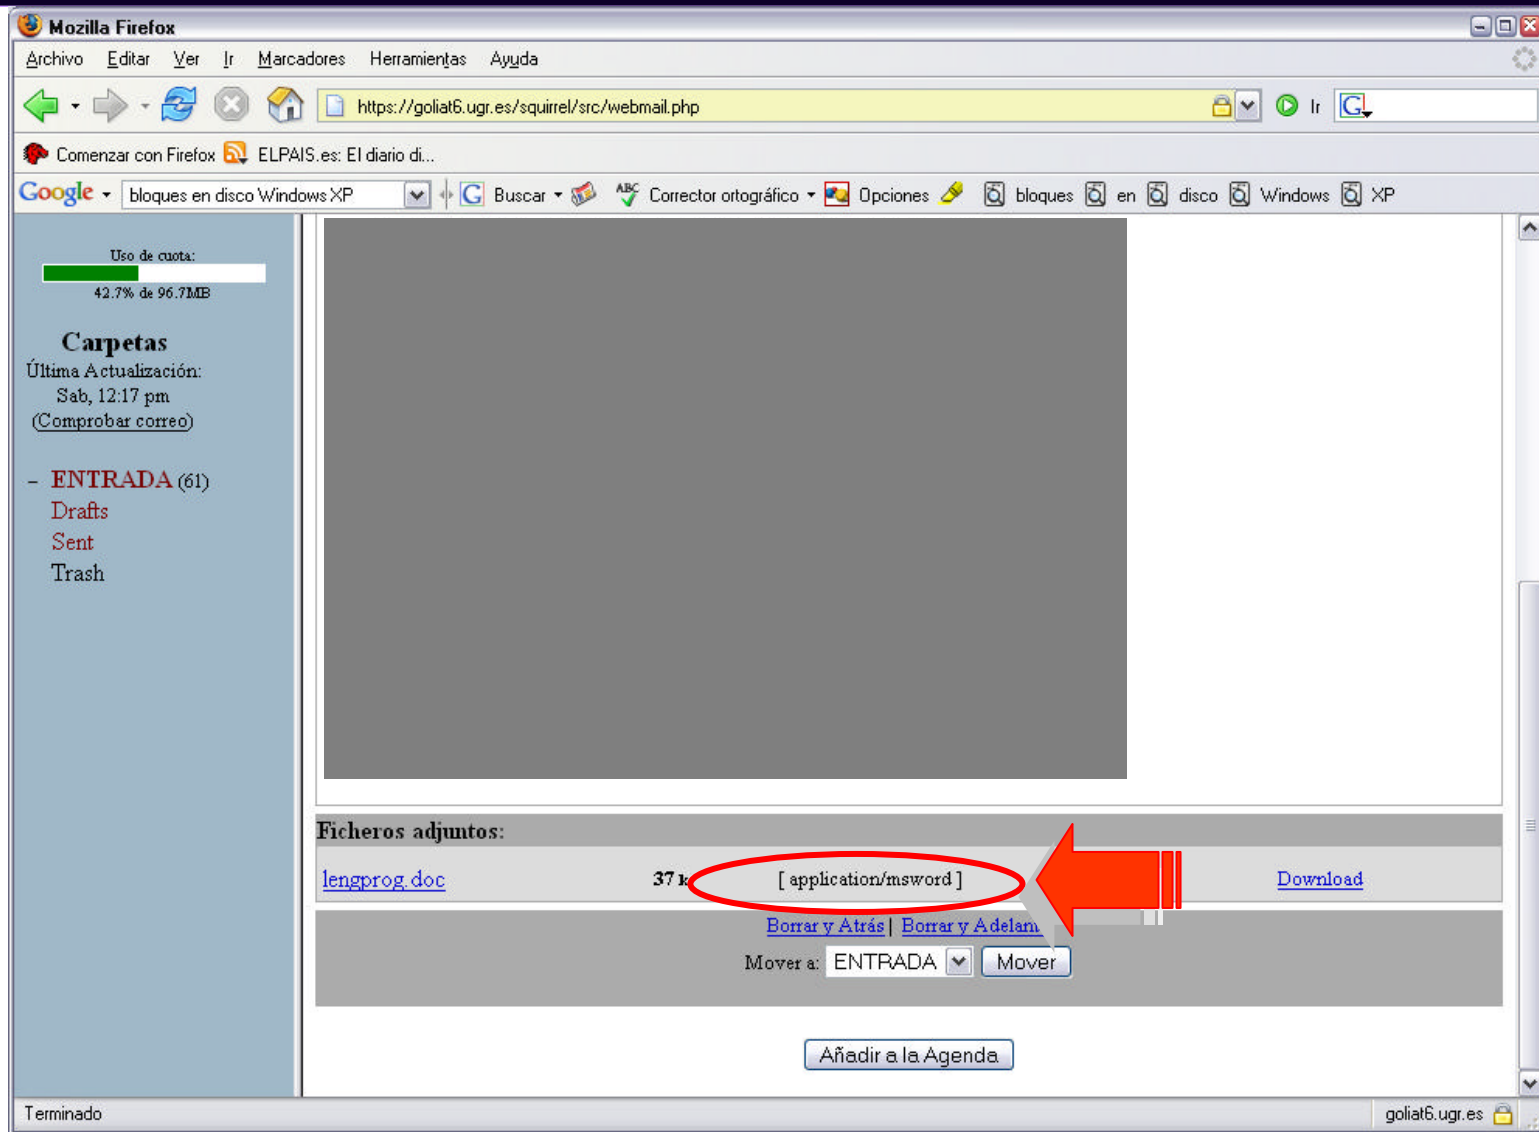 Mozilla Firefox
Archivo Editar Ver Ir Marcadores Herramientas Ayuda
https://goliat6.ugr.es/squirrel/src/webmail.php Ir G
Comenzar con Firefox ELPAIS.es: El diario di...
Google bloques en disco Windows XP G Buscar ABC Corrector ortográfico Opciones bloques en disco Windows XP
Uso de cuota:
42.7% de 96.7MB
Carpetas
Última Actualización:
Sab, 12:17 pm
(Comprobar correo)
– ENTRADA (61)
Drafts
Sent
Trash
Ficheros adjuntos:
lengprog.doc 37 k [ application/msword ] Download
Borrar y Atrás | Borrar y
Mover a: ENTRADA Mover
Añadir a la Agenda
Terminado goliat6.ugr.es